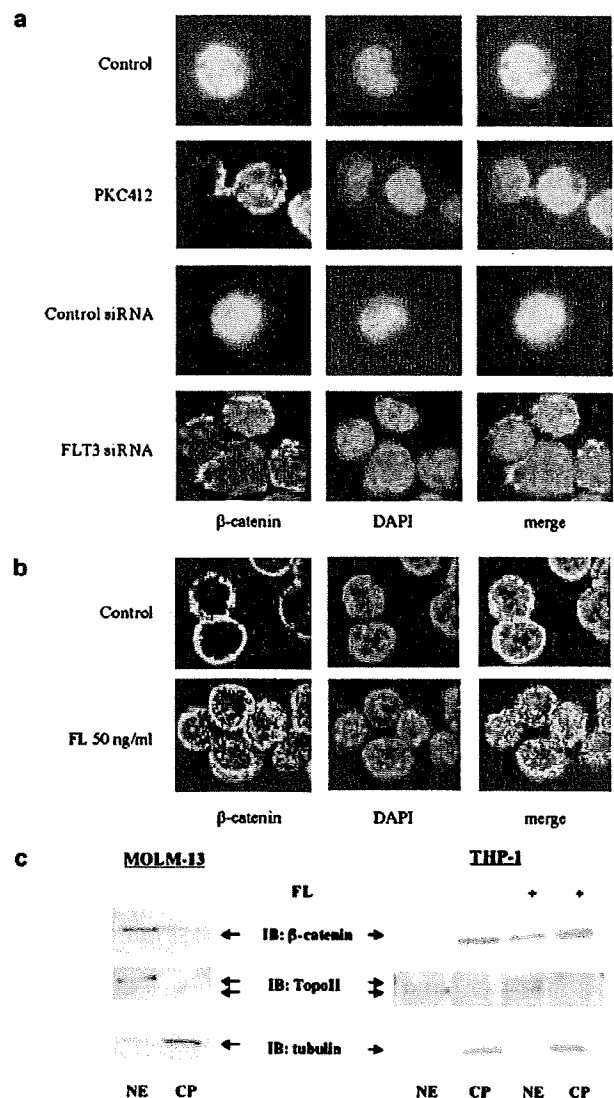 a
Control
PKC412
Control siRNA
FLT3 siRNA
β-catenin DAPI merge
b
Control
FL 50 ng/ml
β-catenin DAPI merge
c
MOLM-13 THP-1
FL + +
IB: β-catenin
IB: TopoII
IB: tubulin
NE CP NE CP NE CP